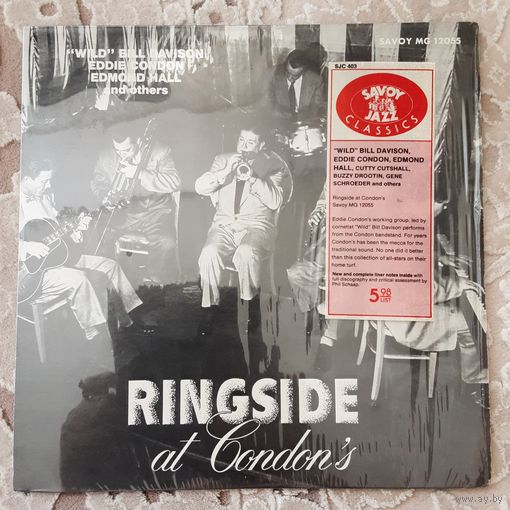 "WILD" BILL DAVISON
EDDIE CONDON
EDMOND HALL
and others
SAVOY MG 12055
SJC 403
SAVOY
JAZZ
CLASSICS
"WILD" BILL DAVISON,
EDDIE CONDON, EDMOND
HALL, CUTTY CUTSHALL,
BUZZY DROOTIN, GENE
SCHROEDER and others
Ringside at Condon's
Savoy MG 12055
Eddie Condon's working group, led by
cornetist "Wild" Bill Davison performs
from the Condon bandstand. For years
Condon's has been the mecca for the
traditional sound. No one did it better
than this collection of all-stars on their
home turf.
New and complete liner notes inside with
full discography and critical assessment by
Phil Schaap.
5 98
LIST
RINGSIDE
at Condon's
www.ay.by